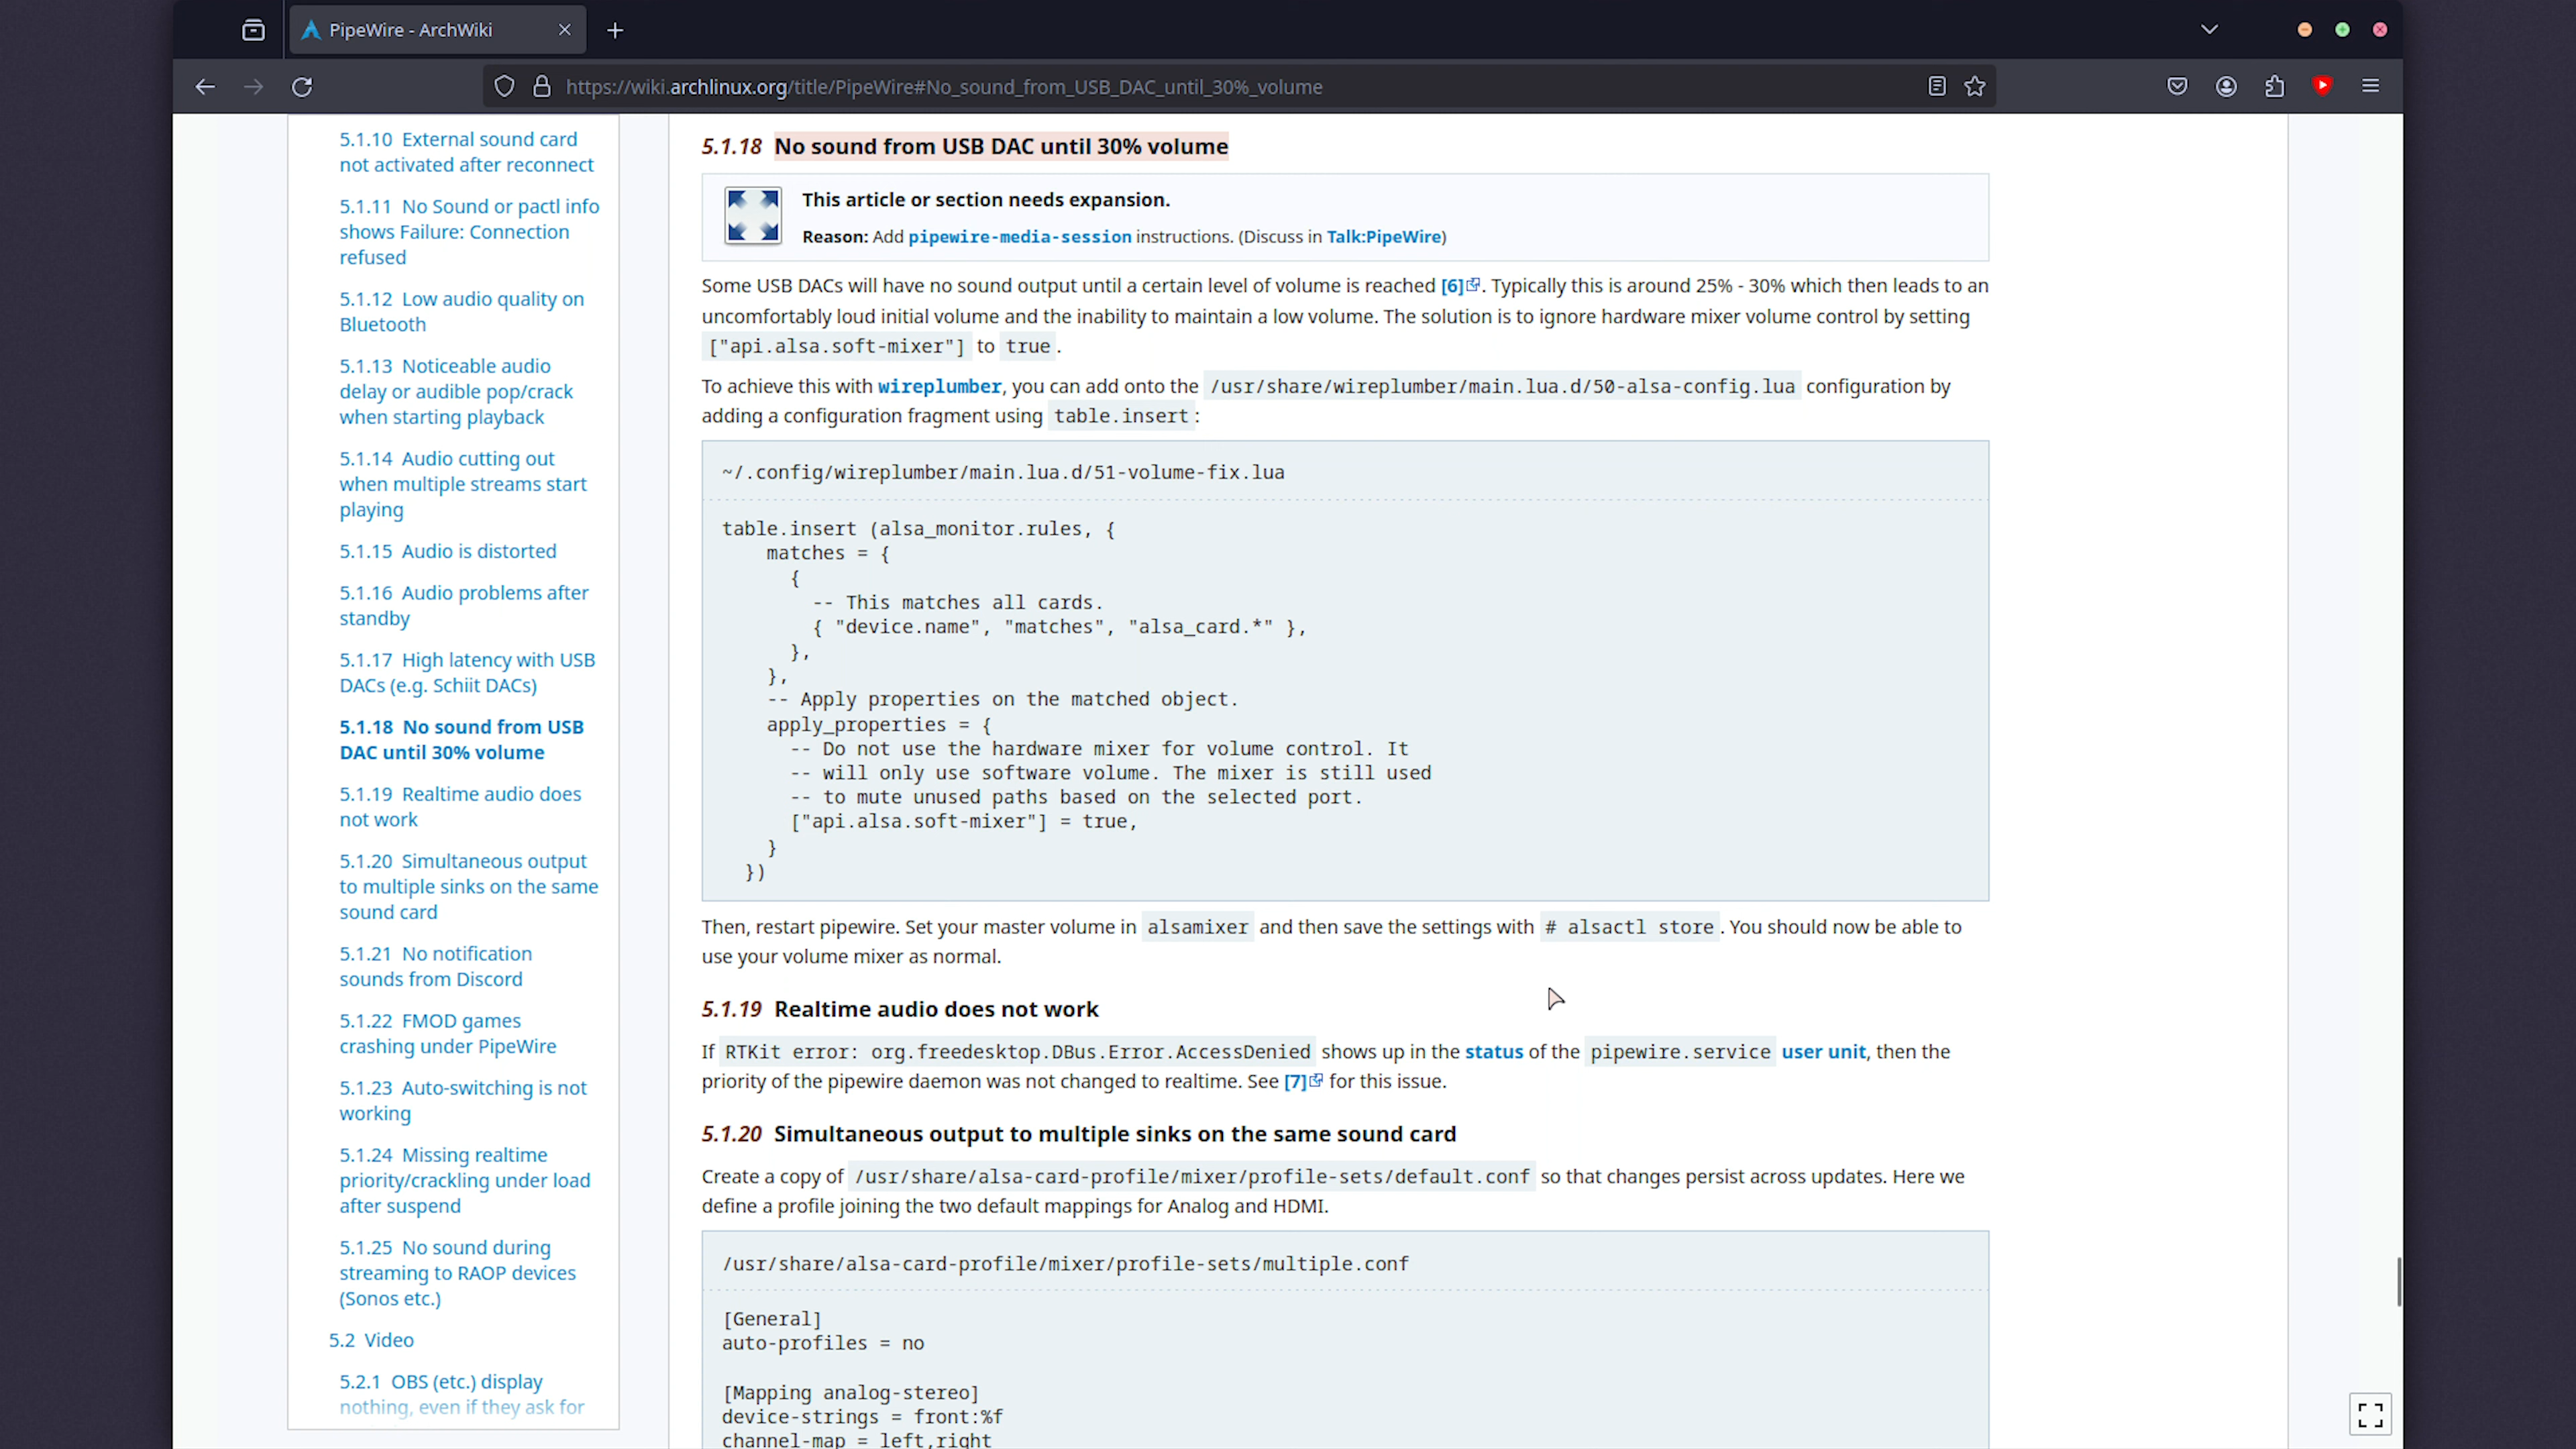 PipeWire - ArchWiki
https://wiki.archlinux.org/title/PipeWire#No_sound_from_USB_DAC_until_30%_volume
5.1.10 External sound card
not activated after reconnect
5.1.11 No Sound or pactl info
shows Failure: Connection
refused
5.1.12 Low audio quality on
Bluetooth
5.1.13 Noticeable audio
delay or audible pop/crack
when starting playback
5.1.14 Audio cutting out
when multiple streams start
playing
5.1.15 Audio is distorted
5.1.16 Audio problems after
standby
5.1.17 High latency with USB
DACs (e.g. Schiit DACs)
5.1.18 No sound from USB
DAC until 30% volume
5.1.19 Realtime audio does
not work
5.1.20 Simultaneous output
to multiple sinks on the same
sound card
5.1.21 No notification
sounds from Discord
5.1.22 FMOD games
crashing under PipeWire
5.1.23 Auto-switching is not
working
5.1.24 Missing realtime
priority/crackling under load
after suspend
5.1.25 No sound during
streaming to RAOP devices
(Sonos etc.)
5.2 Video
5.2.1 OBS (etc.) display
nothing, even if they ask for
5.1.18 No sound from USB DAC until 30% volume
This article or section needs expansion.
Reason: Add pipewire-media-session instructions. (Discuss in Talk:PipeWire)
Some USB DACs will have no sound output until a certain level of volume is reached [6]. Typically this is around 25% - 30% which then leads to an
uncomfortably loud initial volume and the inability to maintain a low volume. The solution is to ignore hardware mixer volume control by setting
["api.alsa.soft-mixer"] to true.
To achieve this with wireplumber, you can add onto the /usr/share/wireplumber/main.lua.d/50-alsa-config.lua configuration by
adding a configuration fragment using table.insert:
~/.config/wireplumber/main.lua.d/51-volume-fix.lua
table.insert (alsa_monitor.rules, {
matches = {
{
-- This matches all cards.
{ "device.name", "matches", "alsa_card.*" },
},
},
-- Apply properties on the matched object.
apply_properties = {
-- Do not use the hardware mixer for volume control. It
-- will only use software volume. The mixer is still used
-- to mute unused paths based on the selected port.
["api.alsa.soft-mixer"] = true,
}
})
Then, restart pipewire. Set your master volume in alsamixer and then save the settings with # alsactl store. You should now be able to
use your volume mixer as normal.
5.1.19 Realtime audio does not work
If RTKit error: org.freedesktop.DBus.Error.AccessDenied shows up in the status of the pipewire.service user unit, then the
priority of the pipewire daemon was not changed to realtime. See [7] for this issue.
5.1.20 Simultaneous output to multiple sinks on the same sound card
Create a copy of /usr/share/alsa-card-profile/mixer/profile-sets/default.conf so that changes persist across updates. Here we
define a profile joining the two default mappings for Analog and HDMI.
/usr/share/alsa-card-profile/mixer/profile-sets/multiple.conf
[General]
auto-profiles = no
[Mapping analog-stereo]
device-strings = front:%f
channel-map = left,right